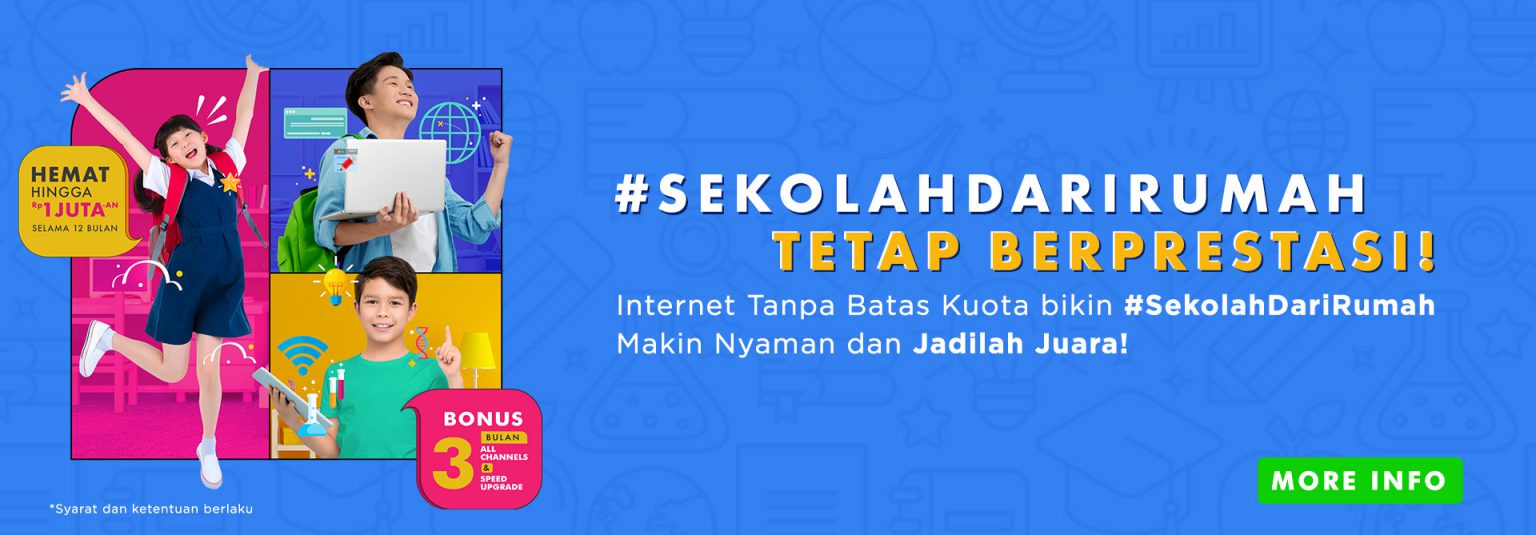 HEMAT
HINGGA
Rp1JUTA-AN
SELAMA 12 BULAN
BONUS
3 BULAN
ALL
CHANNELS
&
SPEED
UPGRADE
*Syarat dan ketentuan berlaku
#SEKOLAHDARIRUMAH
TETAP BERPRESTASI!
Internet Tanpa Batas Kuota bikin #SekolahDariRumah
Makin Nyaman dan Jadilah Juara!
MORE INFO